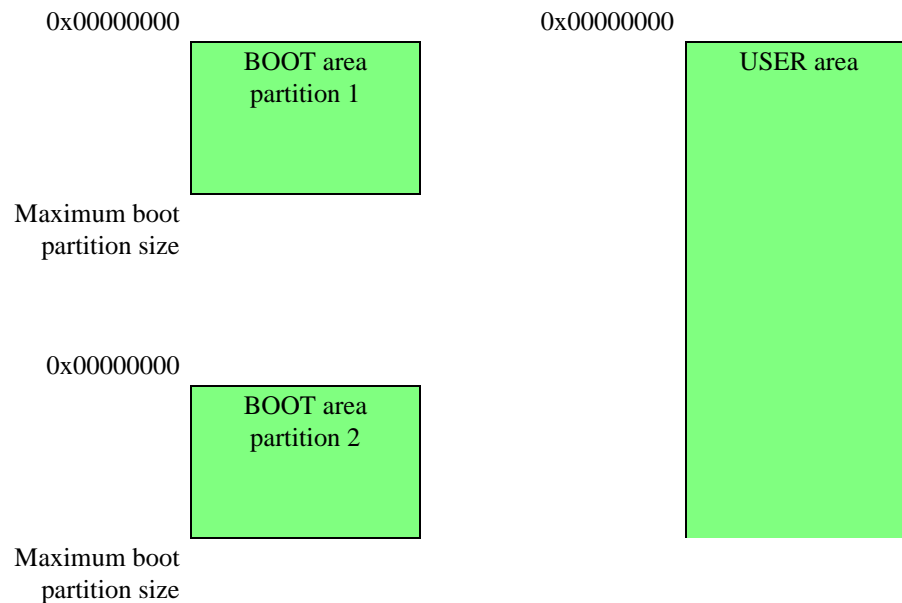 0x00000000
BOOT area
partition 1
Maximum boot
partition size
0x00000000
BOOT area
partition 2
Maximum boot
partition size
0x00000000
USER area